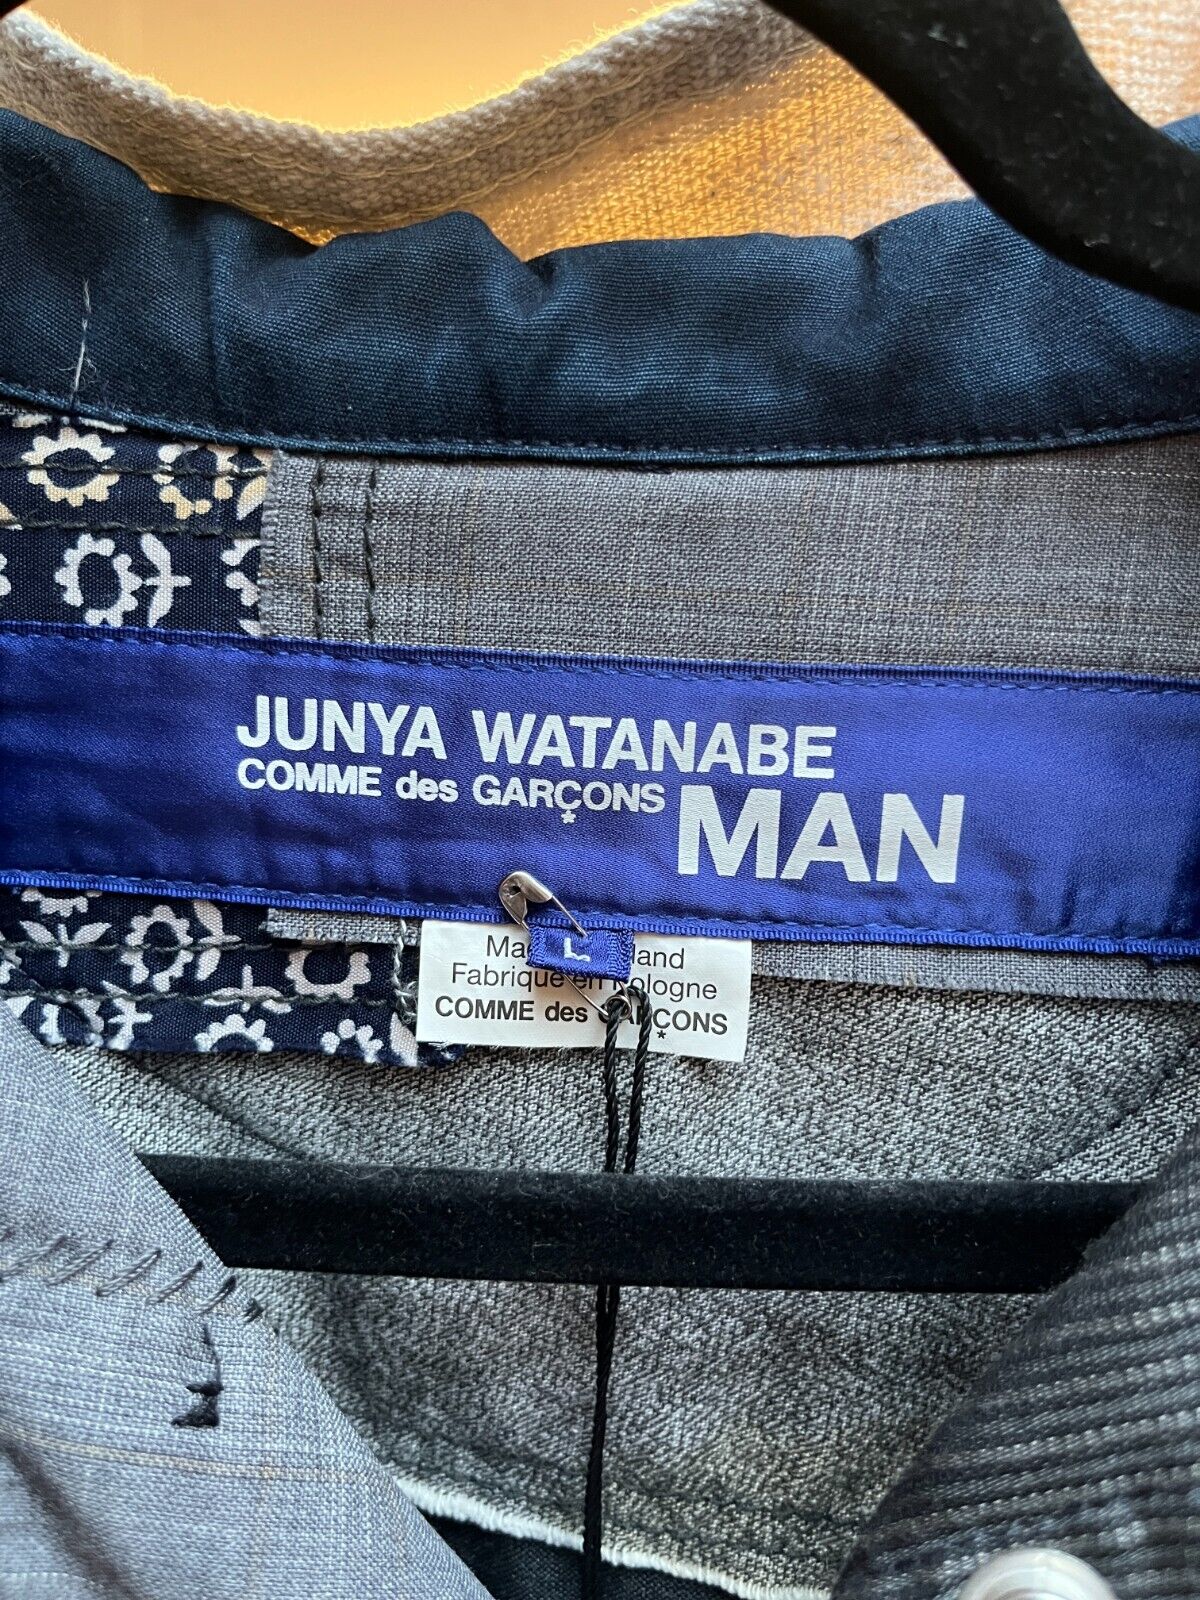 JUNYA WATANABE
COMME des GARÇONS MAN
L
Fabrique en Pologne
COMME des GARÇONS